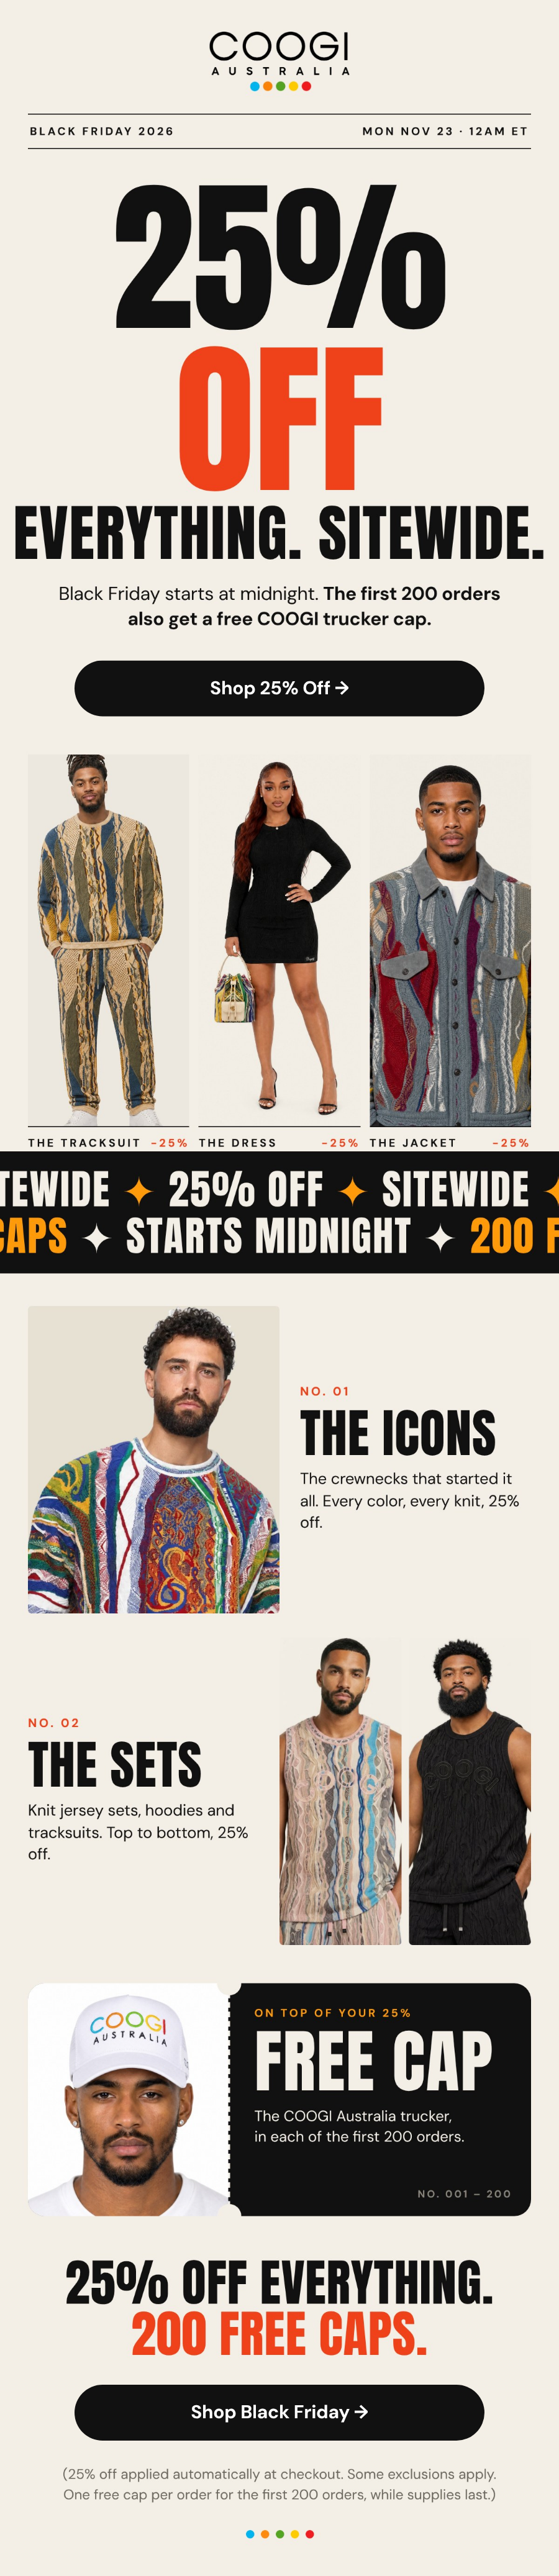 COOGI
AUSTRALIA
BLACK FRIDAY 2026
MON NOV 23 · 12AM ET
25%
OFF
EVERYTHING. SITEWIDE.
Black Friday starts at midnight. The first 200 orders
also get a free COOGI trucker cap.
Shop 25% Off →
THE TRACKSUIT -25%
THE DRESS -25%
THE JACKET -25%
TEWIDE ✦ 25% OFF ✦ SITEWIDE ✦
CAPS ✦ STARTS MIDNIGHT ✦ 200 F
NO. 01
THE ICONS
The crewnecks that started it
all. Every color, every knit, 25%
off.
NO. 02
THE SETS
Knit jersey sets, hoodies and
tracksuits. Top to bottom, 25%
off.
COOGI
COOGI
COOGI
AUSTRALIA
ON TOP OF YOUR 25%
FREE CAP
The COOGI Australia trucker,
in each of the first 200 orders.
NO. 001 – 200
25% OFF EVERYTHING.
200 FREE CAPS.
Shop Black Friday →
(25% off applied automatically at checkout. Some exclusions apply.
One free cap per order for the first 200 orders, while supplies last.)